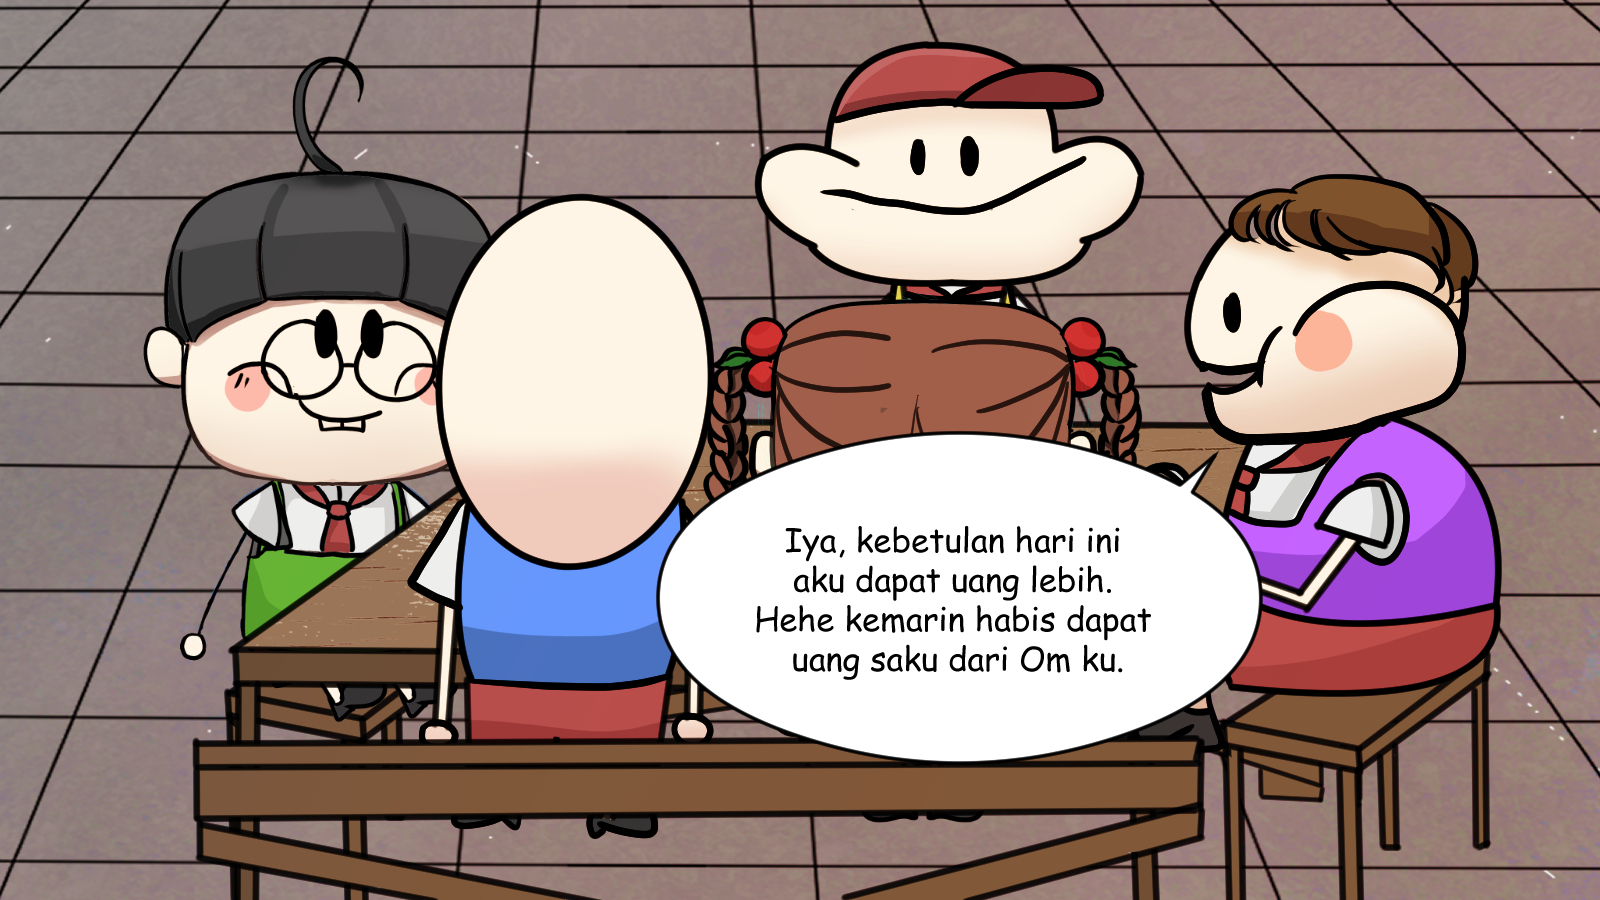 Iya, kebetulan hari ini
aku dapat uang lebih.
Hehe kemarin habis dapat
uang saku dari Om ku.